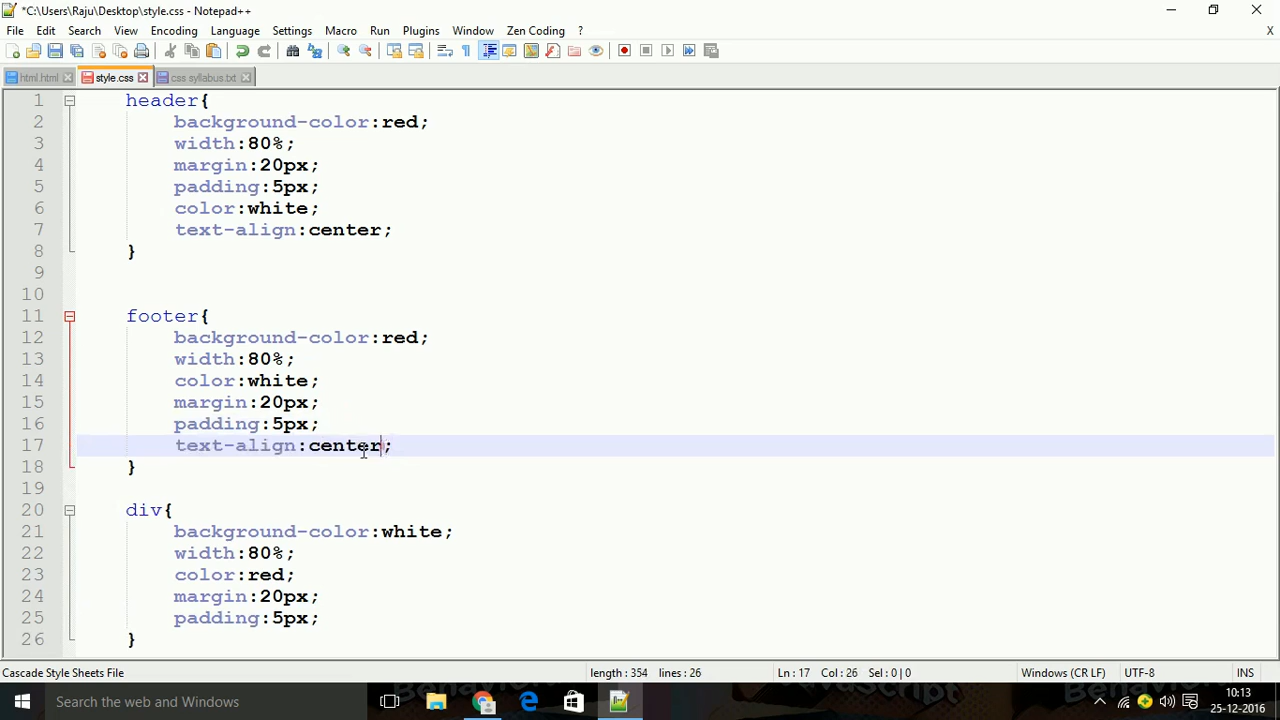 *C:\Users\Raju\Desktop\style.css - Notepad++
File Edit Search View Encoding Language Settings Macro Run Plugins Window Zen Coding ? X
html.html style.css css syllabus.txt
1 header{
2 background-color:red;
3 width:80%;
4 margin:20px;
5 padding:5px;
6 color:white;
7 text-align:center;
8 }
9
10
11 footer{
12 background-color:red;
13 width:80%;
14 color:white;
15 margin:20px;
16 padding:5px;
17 text-align:center;
18 }
19
20 div{
21 background-color:white;
22 width:80%;
23 color:red;
24 margin:20px;
25 padding:5px;
26 }
Cascade Style Sheets File length : 354 lines : 26 Ln : 17 Col : 26 Sel : 0 | 0 Windows (CR LF) UTF-8 INS
Search the web and Windows
10:13
25-12-2016